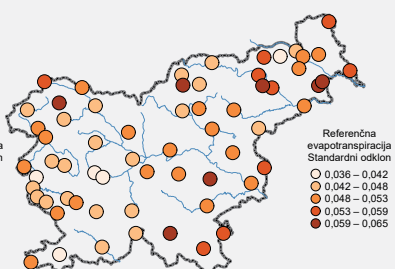 Referenčna
evapotranspiracija
Standardni odklon
0,036 – 0,042
0,042 – 0,048
0,048 – 0,053
0,053 – 0,059
0,059 – 0,065